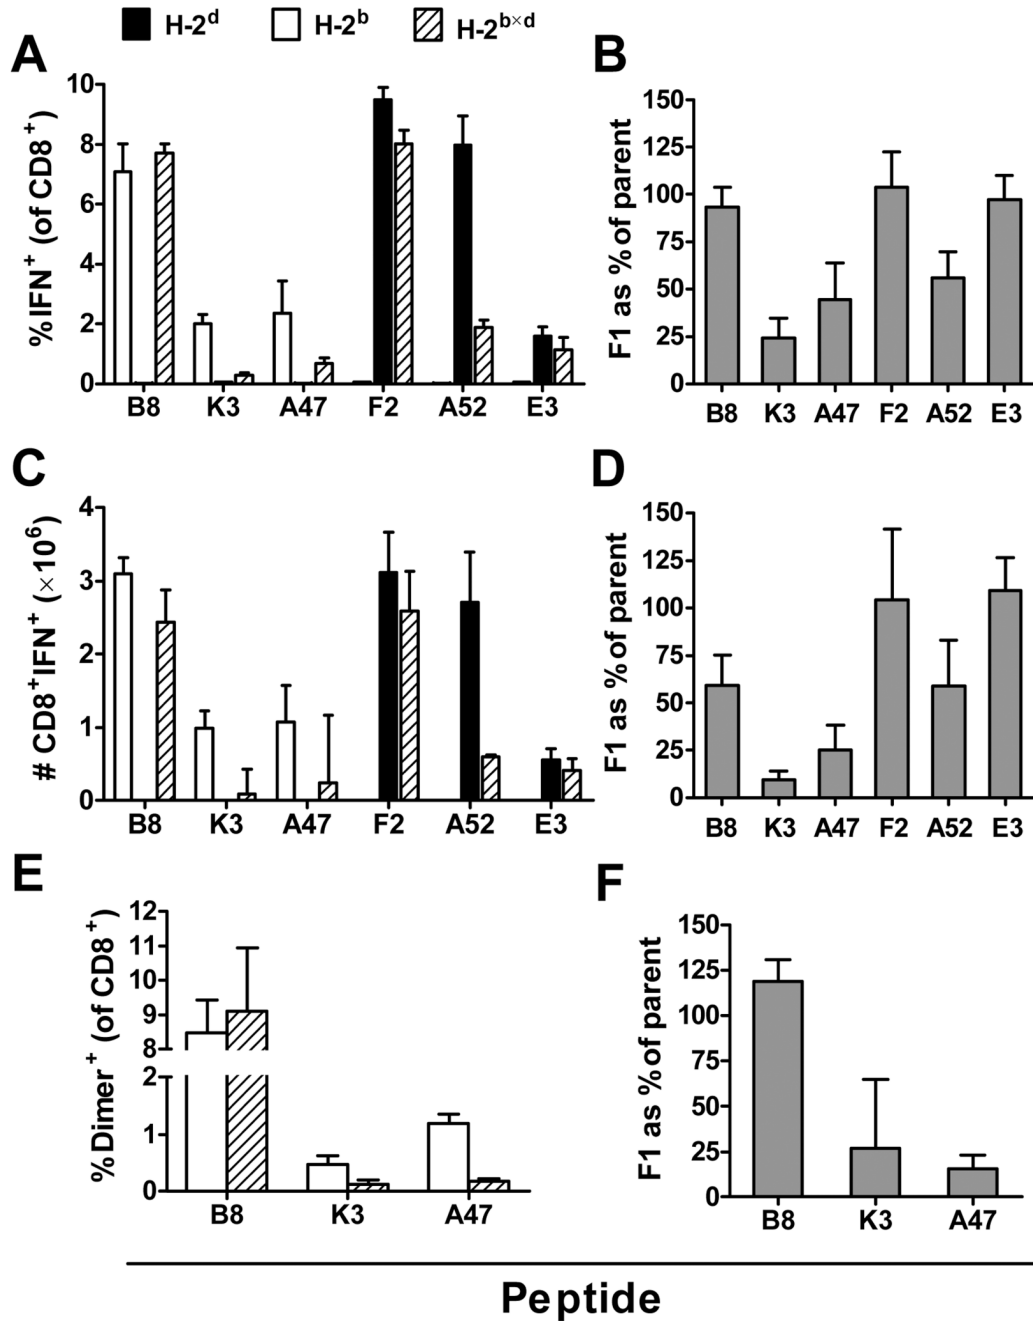 H-2ᵈ H-2ᵇ H-2ᵇˣᵈ
A
%IFN⁺ (of CD8⁺)
10
8
6
4
2
0
B8 K3 A47 F2 A52 E3
B
F1 as % of parent
150
125
100
75
50
25
0
B8 K3 A47 F2 A52 E3
C
# CD8⁺IFN⁺ (×10⁶)
4
3
2
1
0
B8 K3 A47 F2 A52 E3
D
F1 as % of parent
150
125
100
75
50
25
0
B8 K3 A47 F2 A52 E3
E
%Dimer⁺ (of CD8⁺)
12
11
10
9
8
2
1
0
B8 K3 A47
F
F1 as % of parent
150
125
100
75
50
25
0
B8 K3 A47
Peptide